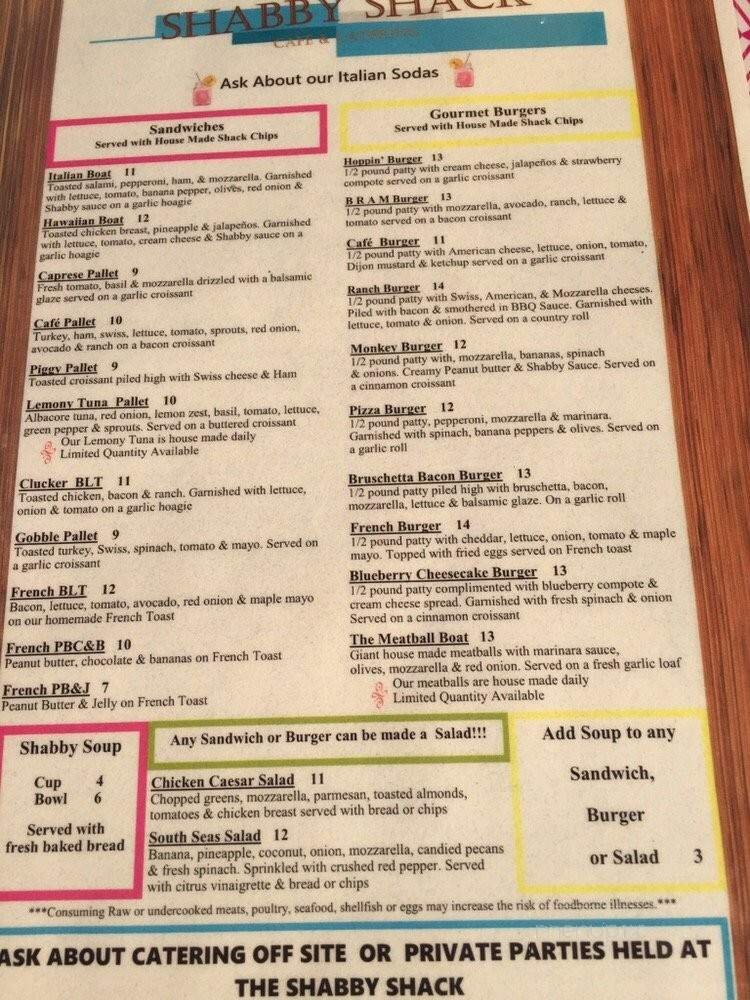 SHABBY SHACK
CAFE & CATERING
Ask About our Italian Sodas
Sandwiches
Served with House Made Shack Chips
Italian Boat 11
Toasted salami, pepperoni, ham, & mozzarella. Garnished
with lettuce, tomato, banana pepper, olives, red onion &
Shabby sauce on a garlic hoagie
Hawaiian Boat 12
Toasted chicken breast, pineapple & jalapeños. Garnished
with lettuce, tomato, cream cheese & Shabby sauce on a
garlic hoagie
Caprese Pallet 9
Fresh tomato, basil & mozzarella drizzled with a balsamic
glaze served on a garlic croissant
Café Pallet 10
Turkey, ham, swiss, lettuce, tomato, sprouts, red onion,
avocado & ranch on a bacon croissant
Piggy Pallet 9
Toasted croissant piled high with Swiss cheese & Ham
Lemony Tuna Pallet 10
Albacore tuna, red onion, lemon zest, basil, tomato, lettuce,
green pepper & sprouts. Served on a buttered croissant
Our Lemony Tuna is house made daily
Limited Quantity Available
Clucker BLT 11
Toasted chicken, bacon & ranch. Garnished with lettuce,
onion & tomato on a garlic hoagie
Gobble Pallet 9
Toasted turkey, Swiss, spinach, tomato & mayo. Served on
a garlic croissant
French BLT 12
Bacon, lettuce, tomato, avocado, red onion & maple mayo
on our homemade French Toast
French PBC&B 10
Peanut butter, chocolate & bananas on French Toast
French PB&J 7
Peanut Butter & Jelly on French Toast
Gourmet Burgers
Served with House Made Shack Chips
Hoppin' Burger 13
1/2 pound patty with cream cheese, jalapeños & strawberry
compote served on a garlic croissant
B R A M Burger 13
1/2 pound patty with mozzarella, avocado, ranch, lettuce &
tomato served on a bacon croissant
Café Burger 11
1/2 pound patty with American cheese, lettuce, onion, tomato,
Dijon mustard & ketchup served on a garlic croissant
Ranch Burger 14
1/2 pound patty with Swiss, American, & Mozzarella cheeses.
Piled with bacon & smothered in BBQ Sauce. Garnished with
lettuce, tomato & onion. Served on a country roll
Monkey Burger 12
1/2 pound patty with, mozzarella, bananas, spinach
& onions. Creamy Peanut butter & Shabby Sauce. Served on
a cinnamon croissant
Pizza Burger 12
1/2 pound patty, pepperoni, mozzarella & marinara.
Garnished with spinach, banana peppers & olives. Served on
a garlic roll
Bruschetta Bacon Burger 13
1/2 pound patty piled high with bruschetta, bacon,
mozzarella, lettuce & balsamic glaze. On a garlic roll
French Burger 14
1/2 pound patty with cheddar, lettuce, onion, tomato & maple
mayo. Topped with fried eggs served on French toast
Blueberry Cheesecake Burger 13
1/2 pound patty complimented with blueberry compote &
cream cheese spread. Garnished with fresh spinach & onion
Served on a cinnamon croissant
The Meatball Boat 13
Giant house made meatballs with marinara sauce,
olives, mozzarella & red onion. Served on a fresh garlic loaf
Our meatballs are house made daily
Limited Quantity Available
Shabby Soup
Cup 4
Bowl 6
Served with
fresh baked bread
Any Sandwich or Burger can be made a Salad!!!
Chicken Caesar Salad 11
Chopped greens, mozzarella, parmesan, toasted almonds,
tomatoes & chicken breast served with bread or chips
South Seas Salad 12
Banana, pineapple, coconut, onion, mozzarella, candied pecans
& fresh spinach. Sprinkled with crushed red pepper. Served
with citrus vinaigrette & bread or chips
Add Soup to any
Sandwich,
Burger
or Salad 3
***Consuming Raw or undercooked meats, poultry, seafood, shellfish or eggs may increase the risk of foodborne illnesses.***
ASK ABOUT CATERING OFF SITE OR PRIVATE PARTIES HELD AT
THE SHABBY SHACK